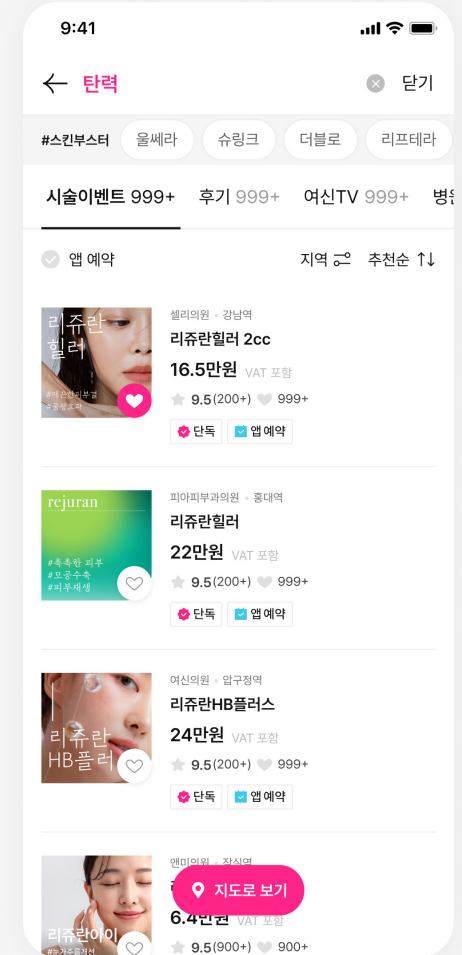 9:41
탄력 닫기
#스킨부스터 울쎄라 슈링크 더블로 리프테라
시술이벤트 999+ 후기 999+ 여신TV 999+
앱 예약 지역 추천순
리쥬란
힐러
셀리의원 강남역
리쥬란힐러 2cc
16.5만원 VAT 포함
9.5(200+) 999+
단독 앱 예약
rejuran
#촉촉한 피부
#모공수축
#피부재생
피아피부과의원 홍대역
리쥬란힐러
22만원 VAT 포함
9.5(200+) 999+
단독 앱 예약
리쥬란
HB플러
여신의원 압구정역
리쥬란HB플러스
24만원 VAT 포함
9.5(200+) 999+
단독 앱 예약
리쥬란아이
#눈가주름개선
앤미의원 잠실역
지도로 보기
6.4만원 VAT 포함
9.5(900+) 900+